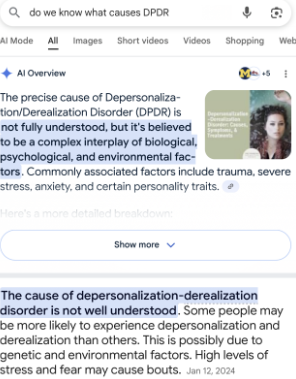 do we know what causes DPDR
AI Mode All Images Short videos Videos Shopping Web
AI Overview
+5
The precise cause of Depersonaliza-
tion/Derealization Disorder (DPDR) is
not fully understood, but it's believed
to be a complex interplay of biological,
psychological, and environmental fac-
tors. Commonly associated factors include trauma, severe
stress, anxiety, and certain personality traits.
Here's a more detailed breakdown:
Depersonalization
-derealization
Disorder: Causes,
Symptoms, &
Treatments
Show more
The cause of depersonalization-derealization
disorder is not well understood. Some people may
be more likely to experience depersonalization and
derealization than others. This is possibly due to
genetic and environmental factors. High levels of
stress and fear may cause bouts. Jan 12, 2024